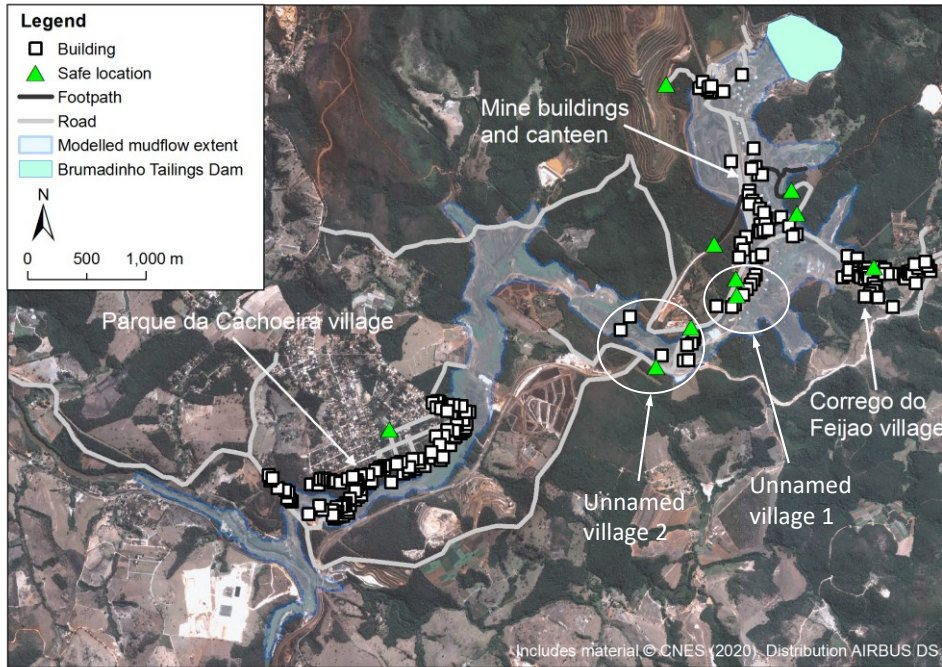 Legend
Building
Safe location
Footpath
Road
Modelled mudflow extent
Brumadinho Tailings Dam
N
0 500 1,000 m
Mine buildings
and canteen
Parque da Cachoeira village
Corrego do
Feijao village
Unnamed
village 1
Unnamed
village 2
Includes material © CNES (2020), Distribution AIRBUS DS